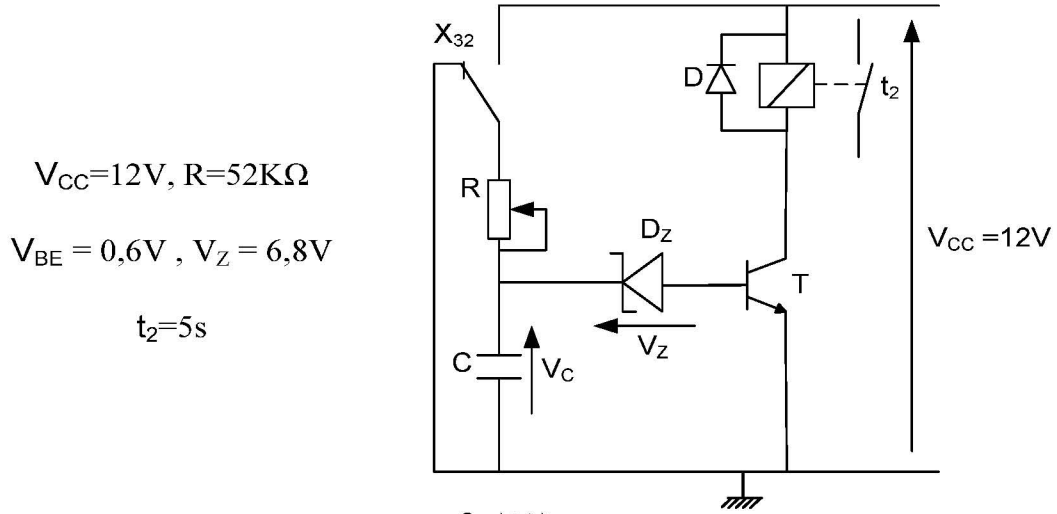 V_CC=12V, R=52KΩ
V_BE = 0,6V , V_Z = 6,8V
t₂=5s
X₃₂
D
t₂
R
D_Z
V_CC =12V
T
V_Z
C
V_C